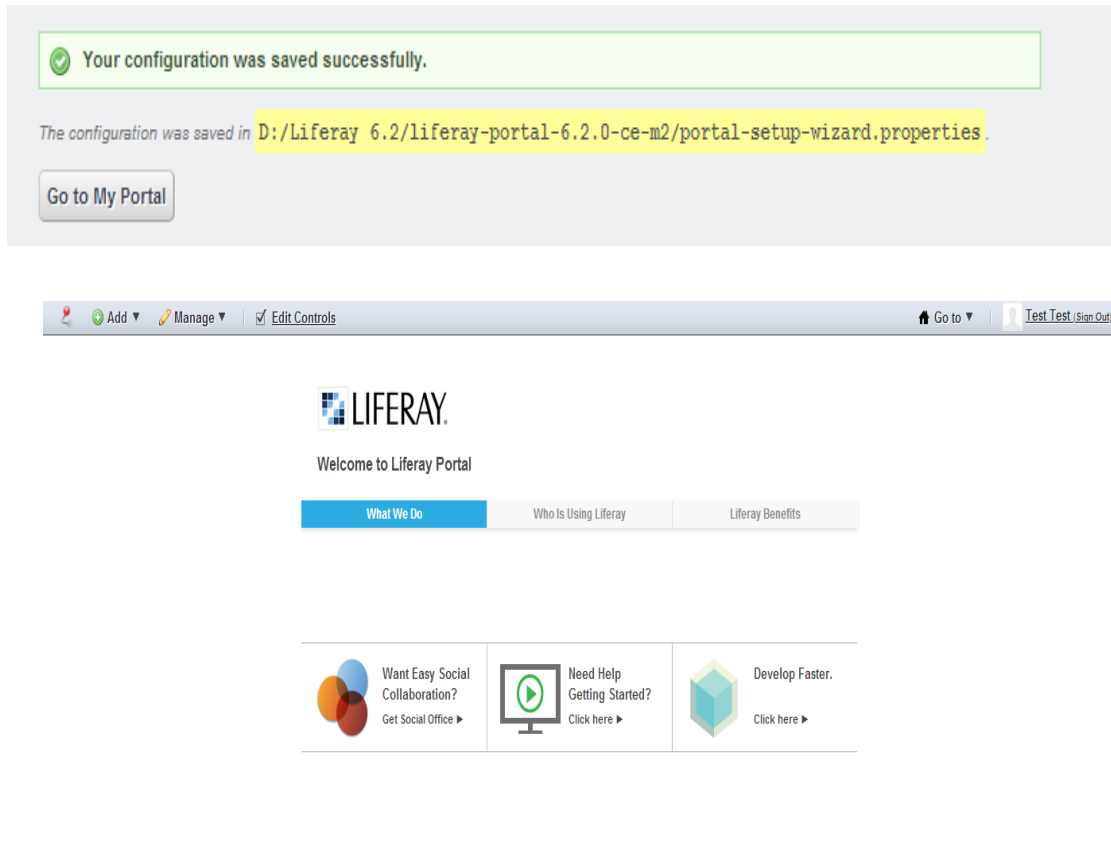 Your configuration was saved successfully.
The configuration was saved in D:/Liferay 6.2/liferay-portal-6.2.0-ce-m2/portal-setup-wizard.properties.
Go to My Portal
Add ▼ Manage ▼ Edit Controls Go to ▼ Test Test (Sign Out)
LIFERAY.
Welcome to Liferay Portal
What We Do Who Is Using Liferay Liferay Benefits
Want Easy Social
Collaboration?
Get Social Office ▶
Need Help
Getting Started?
Click here ▶
Develop Faster.
Click here ▶